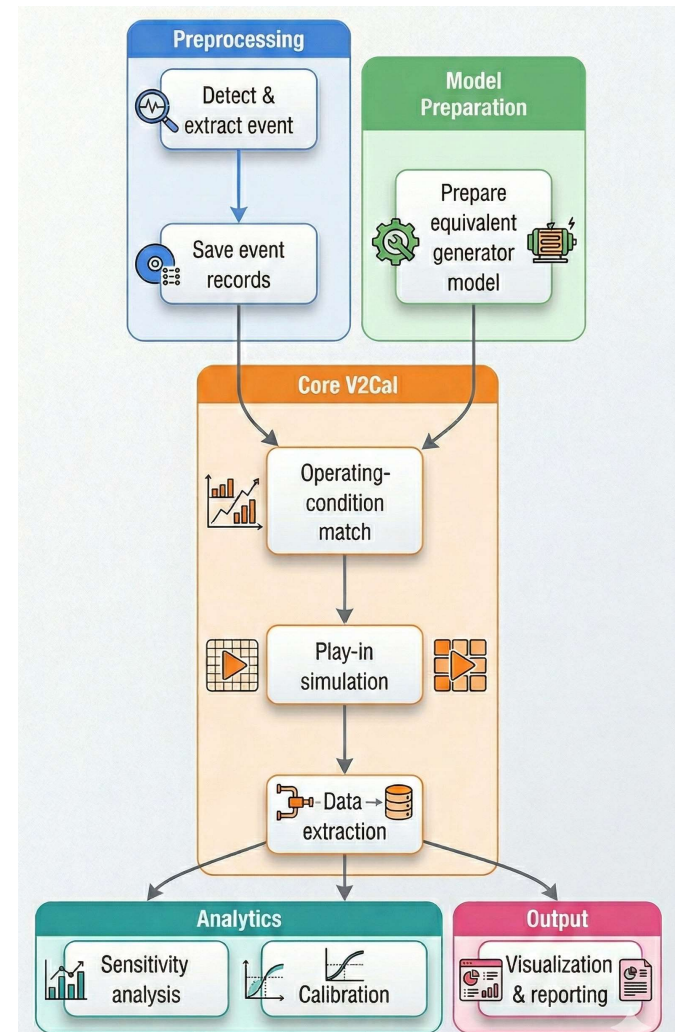 Preprocessing
Detect &
extract event
Save event
records
Model
Preparation
Prepare
equivalent
generator
model
Core V2Cal
Operating-
condition
match
Play-in
simulation
Data
extraction
Analytics
Sensitivity
analysis
Calibration
Output
Visualization
& reporting